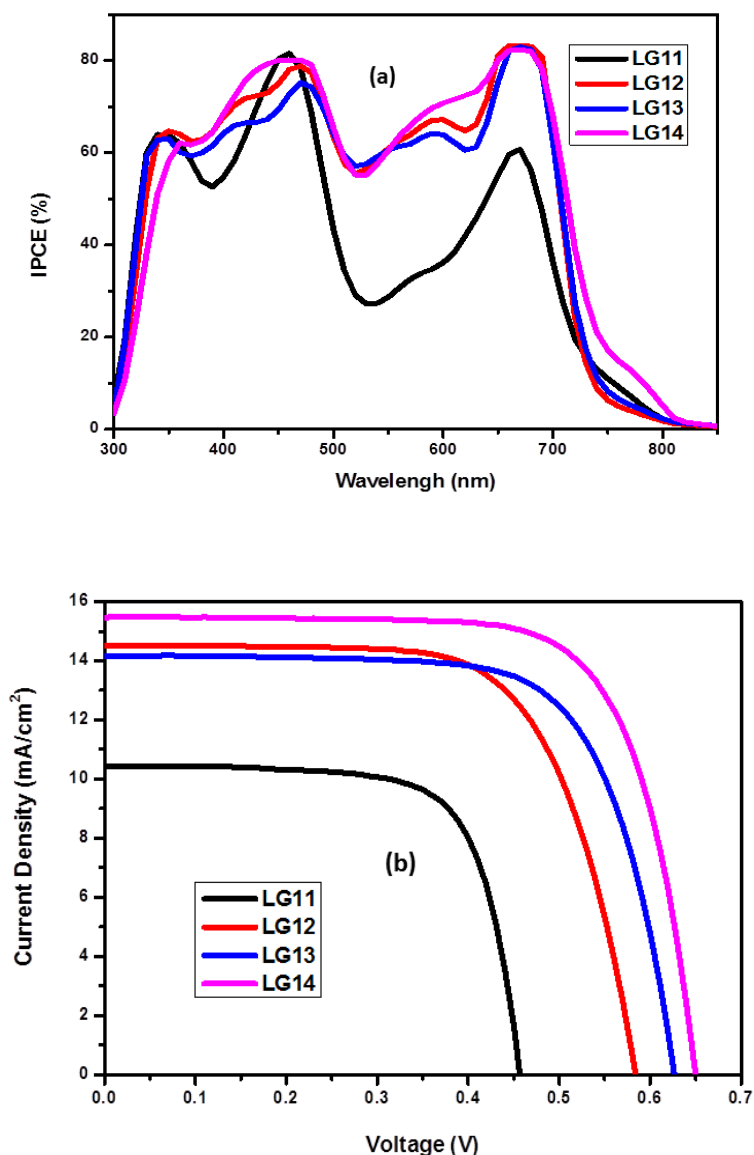 80
60
40
20
0
IPCE (%)
(a)
LG11
LG12
LG13
LG14
300 400 500 600 700 800
Wavelengh (nm)
16
14
12
10
8
6
4
2
0
Current Density (mA/cm²)
(b)
LG11
LG12
LG13
LG14
0.0 0.1 0.2 0.3 0.4 0.5 0.6 0.7
Voltage (V)